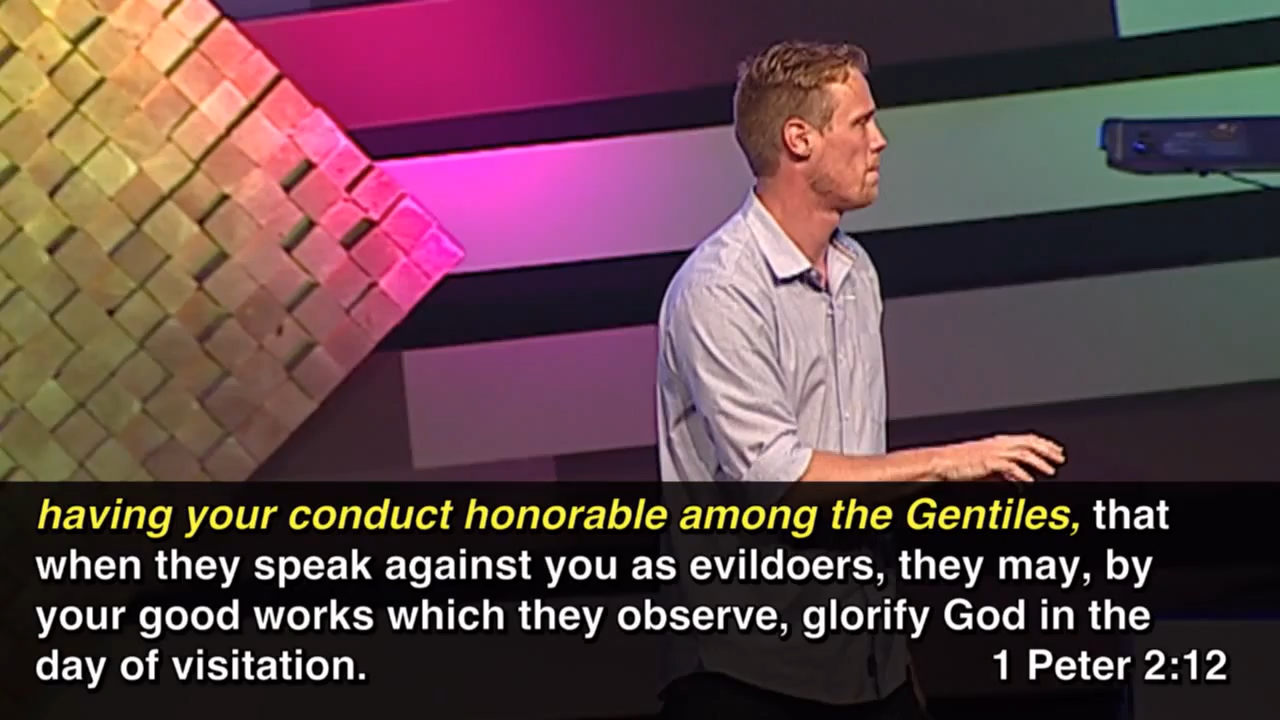 having your conduct honorable among the Gentiles, that
when they speak against you as evildoers, they may, by
your good works which they observe, glorify God in the
day of visitation. 1 Peter 2:12